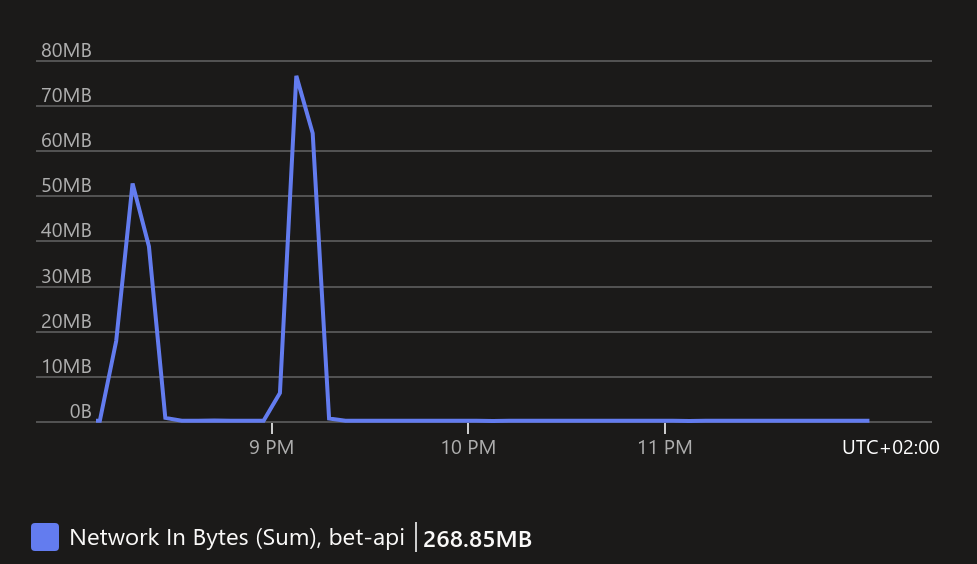 80MB
70MB
60MB
50MB
40MB
30MB
20MB
10MB
0B
9 PM 10 PM 11 PM UTC+02:00
Network In Bytes (Sum), bet-api 268.85MB